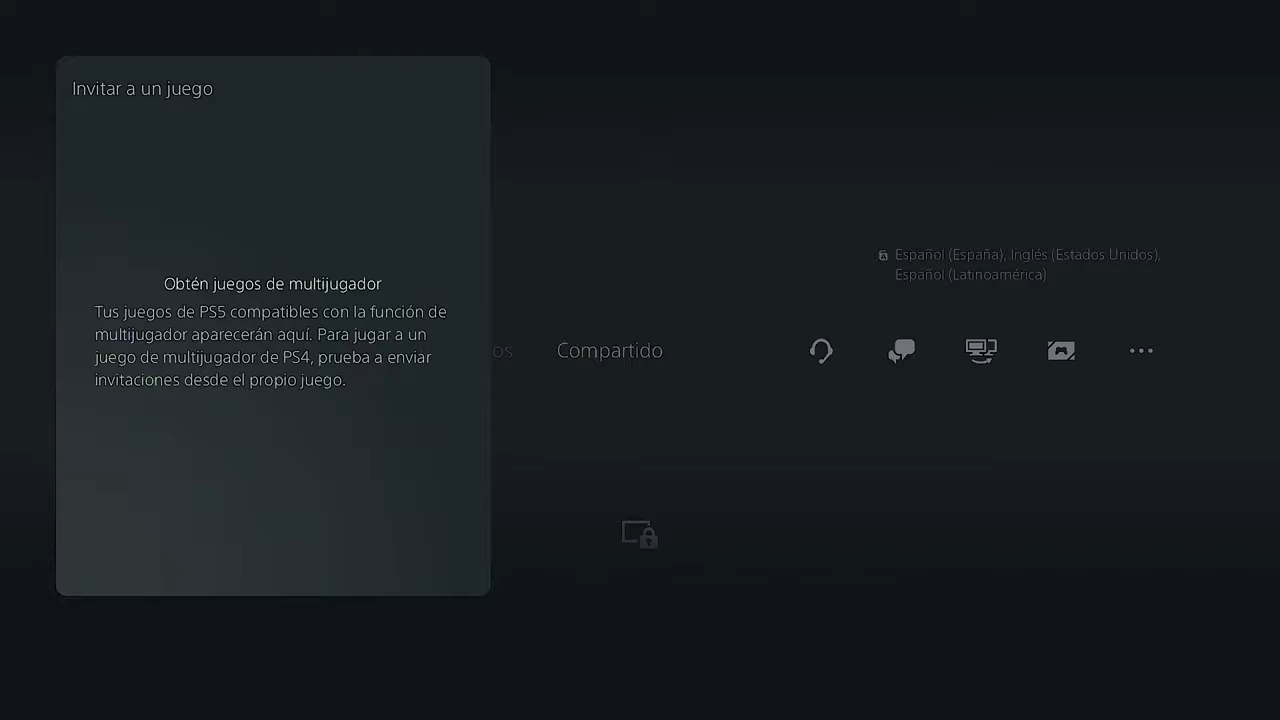 Invitar a un juego
Obtén juegos de multijugador
Tus juegos de PS5 compatibles con la función de
multijugador aparecerán aquí. Para jugar a un
juego de multijugador de PS4, prueba a enviar
invitaciones desde el propio juego.
Español (España), Inglés (Estados Unidos),
Español (Latinoamérica)
Compartido